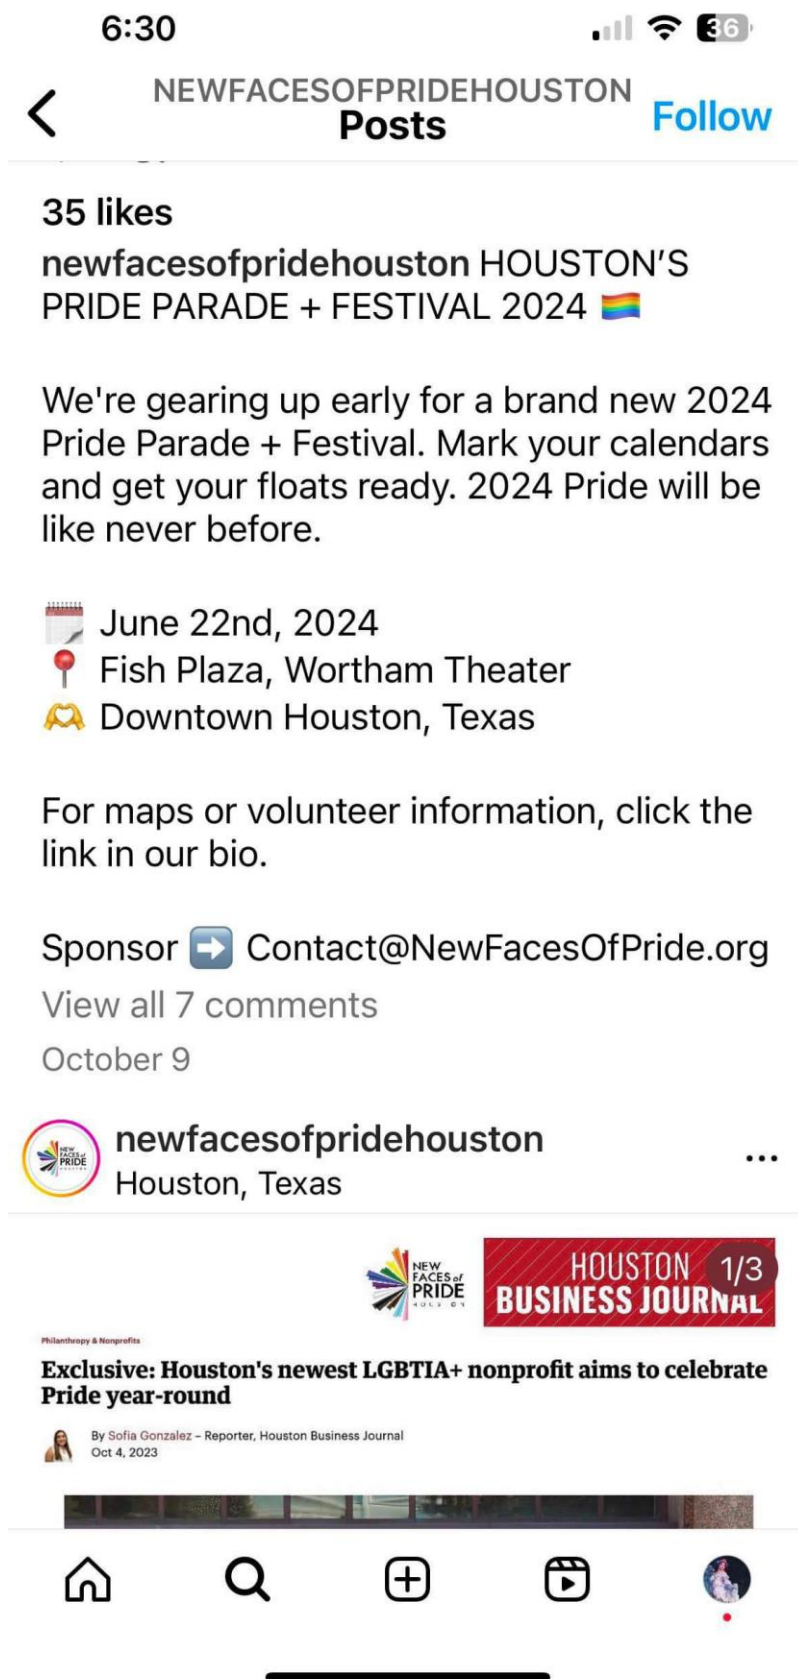 6:30
36
NEWFACESOFPRIDEHOUSTON
Posts
Follow
35 likes
newfacesofpridehouston HOUSTON'S
PRIDE PARADE + FESTIVAL 2024 🏳️‍🌈
We're gearing up early for a brand new 2024
Pride Parade + Festival. Mark your calendars
and get your floats ready. 2024 Pride will be
like never before.
🗓️ June 22nd, 2024
📍 Fish Plaza, Wortham Theater
🫶 Downtown Houston, Texas
For maps or volunteer information, click the
link in our bio.
Sponsor ➡️ Contact@NewFacesOfPride.org
View all 7 comments
October 9
NEW
FACES of
PRIDE
newfacesofpridehouston
Houston, Texas
NEW
FACES of
PRIDE
HOUSTON
BUSINESS JOURNAL
1/3
Philanthropy & Nonprofits
Exclusive: Houston's newest LGBTIA+ nonprofit aims to celebrate
Pride year-round
By Sofia Gonzalez – Reporter, Houston Business Journal
Oct 4, 2023